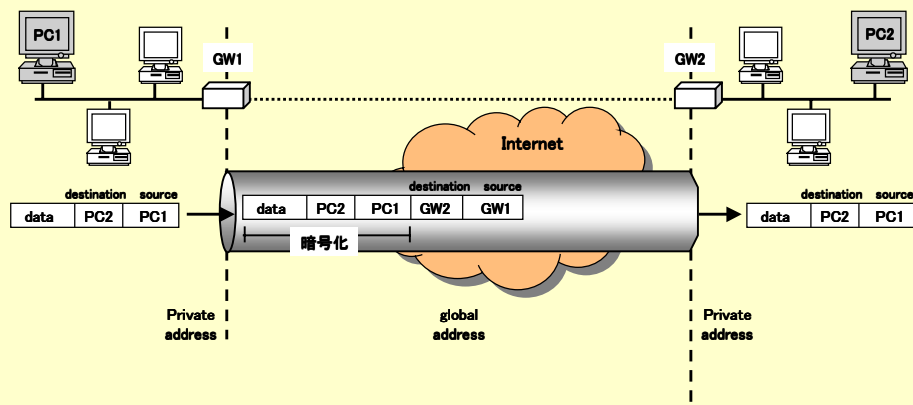 PC1
GW1
GW2
PC2
Internet
destination source
data PC2 PC1
destination source
data PC2 PC1 GW2 GW1
暗号化
destination source
data PC2 PC1
Private
address
global
address
Private
address